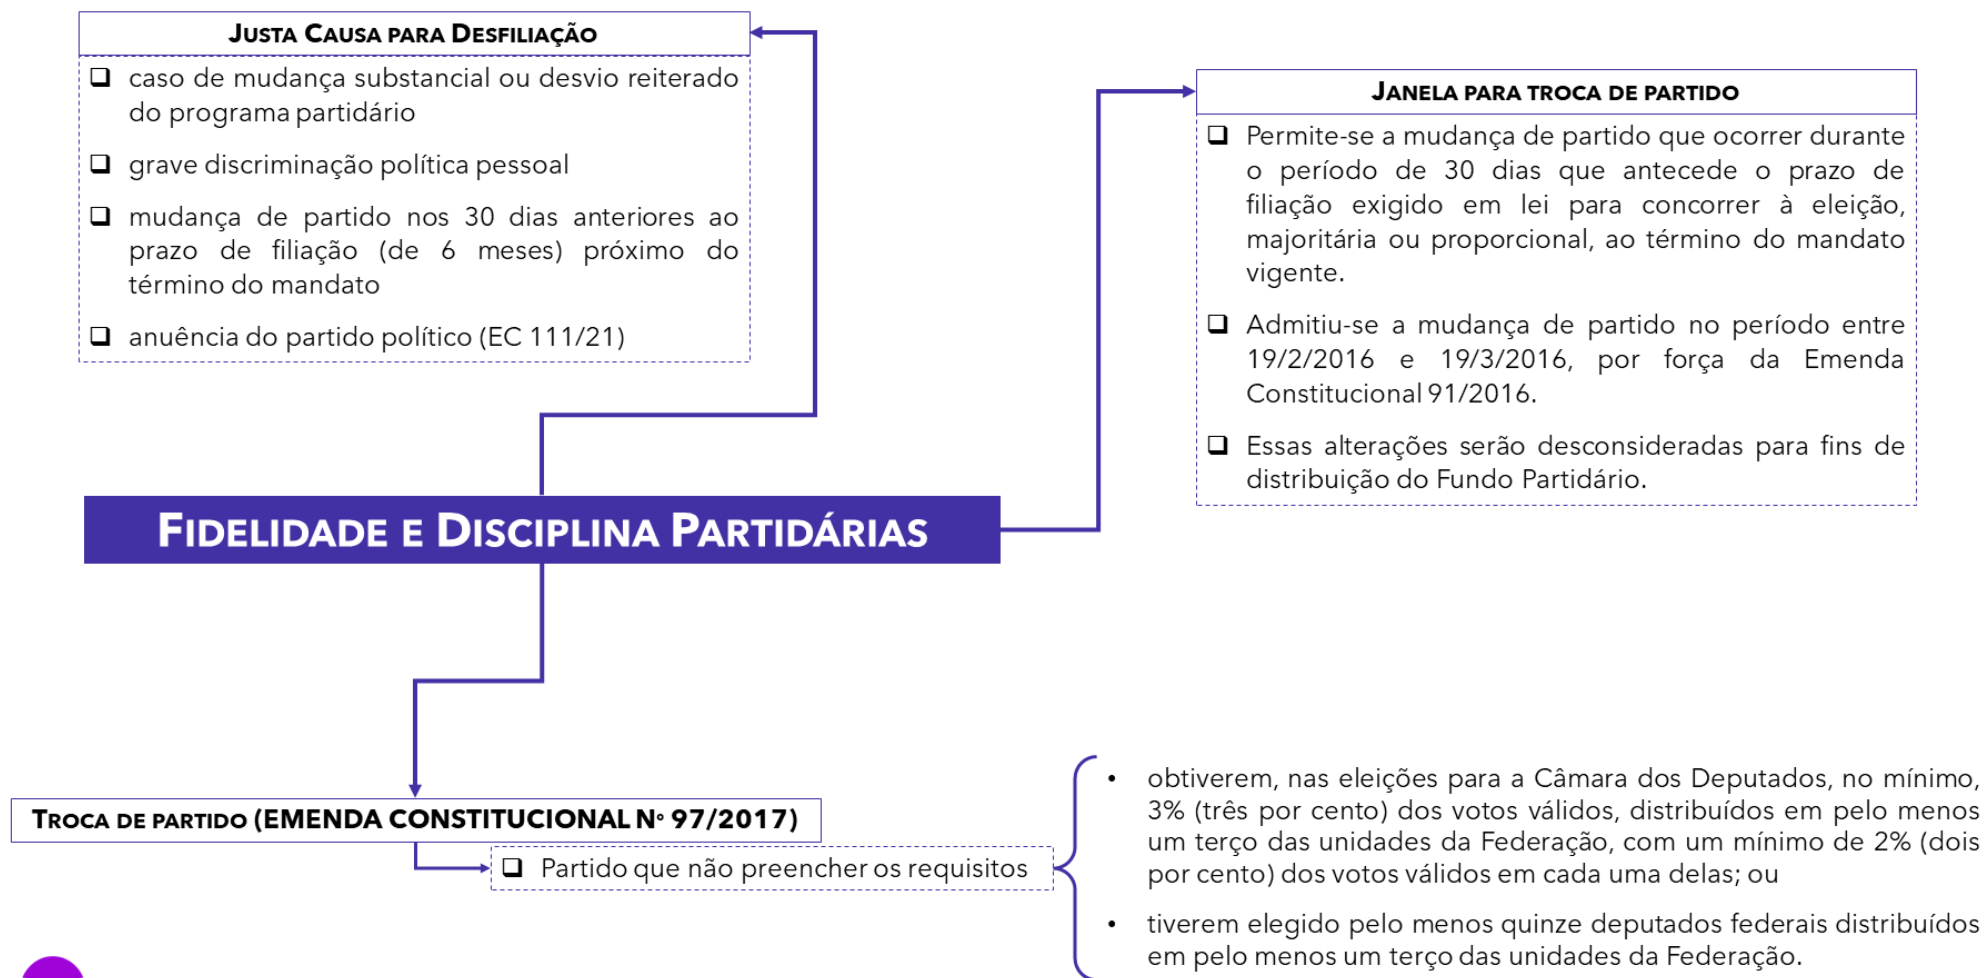 JUSTA CAUSA PARA DESFILIAÇÃO
❑ caso de mudança substancial ou desvio reiterado
do programa partidário
❑ grave discriminação política pessoal
❑ mudança de partido nos 30 dias anteriores ao
prazo de filiação (de 6 meses) próximo do
término do mandato
❑ anuência do partido político (EC 111/21)
JANELA PARA TROCA DE PARTIDO
❑ Permite-se a mudança de partido que ocorrer durante
o período de 30 dias que antecede o prazo de
filiação exigido em lei para concorrer à eleição,
majoritária ou proporcional, ao término do mandato
vigente.
❑ Admitiu-se a mudança de partido no período entre
19/2/2016 e 19/3/2016, por força da Emenda
Constitucional 91/2016.
❑ Essas alterações serão desconsideradas para fins de
distribuição do Fundo Partidário.
FIDELIDADE E DISCIPLINA PARTIDÁRIAS
TROCA DE PARTIDO (EMENDA CONSTITUCIONAL Nº 97/2017)
❑ Partido que não preencher os requisitos
• obtiverem, nas eleições para a Câmara dos Deputados, no mínimo,
3% (três por cento) dos votos válidos, distribuídos em pelo menos
um terço das unidades da Federação, com um mínimo de 2% (dois
por cento) dos votos válidos em cada uma delas; ou
• tiverem elegido pelo menos quinze deputados federais distribuídos
em pelo menos um terço das unidades da Federação.